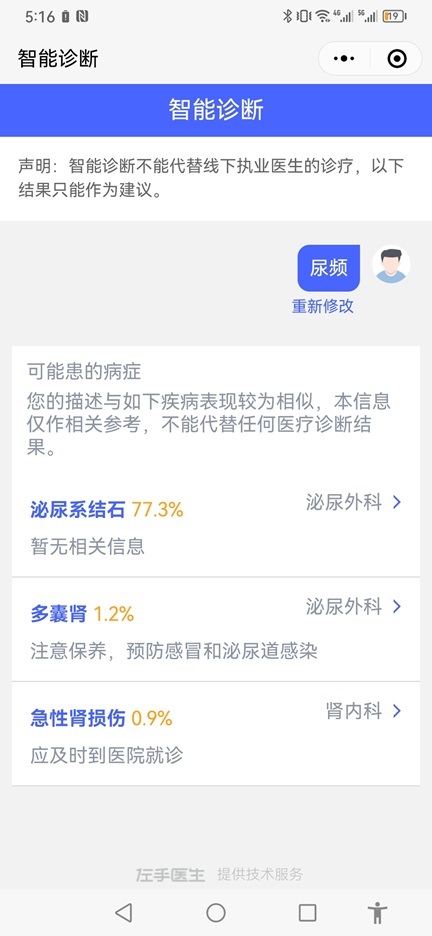 5:16 4G 5G 19
智能诊断
智能诊断
声明：智能诊断不能代替线下执业医生的诊疗，以下
结果只能作为建议。
尿频
重新修改
可能患的病症
您的描述与如下疾病表现较为相似，本信息
仅作相关参考，不能代替任何医疗诊断结
果。
泌尿系结石 77.3% 泌尿外科
暂无相关信息
多囊肾 1.2% 泌尿外科
注意保养，预防感冒和泌尿道感染
急性肾损伤 0.9% 肾内科
应及时到医院就诊
左手医生 提供技术服务